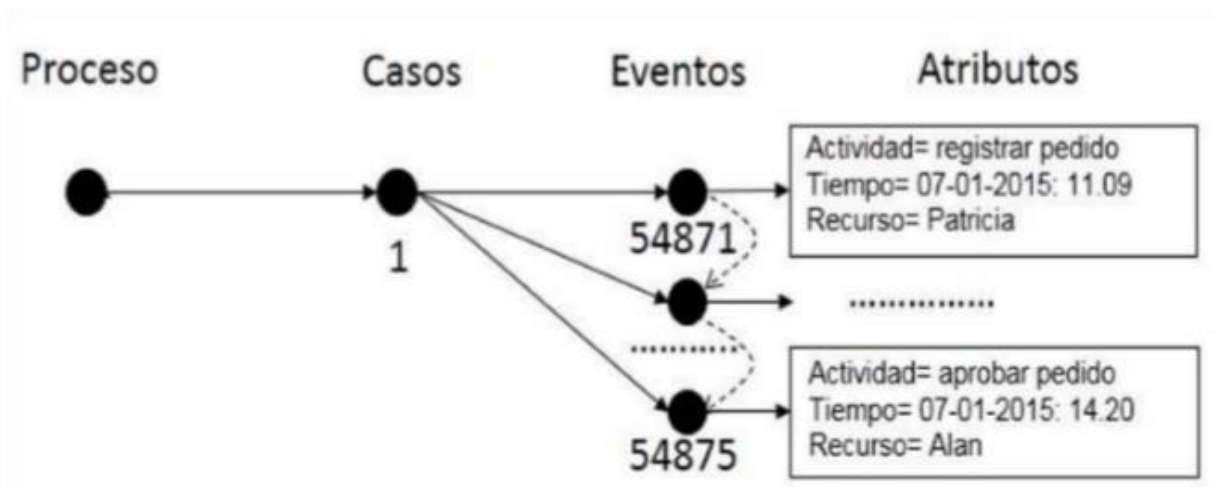 Proceso
Casos
Eventos
Atributos
Actividad= registrar pedido
Tiempo= 07-01-2015: 11.09
Recurso= Patricia
54871
1
...............
...........
Actividad= aprobar pedido
Tiempo= 07-01-2015: 14.20
Recurso= Alan
54875